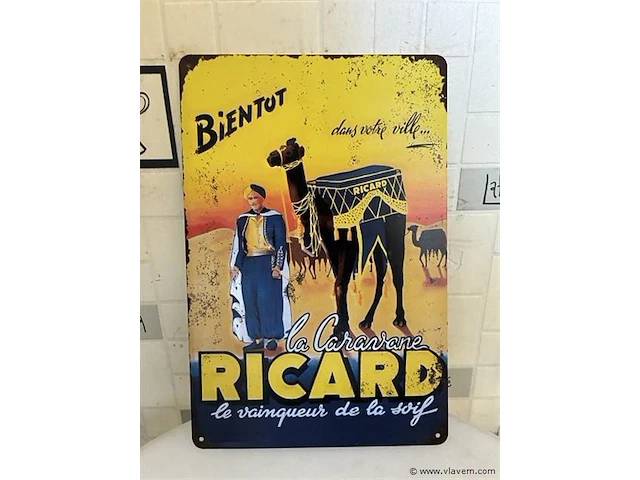 BIENTOT
dans votre ville...
RICARD
la Caravane
RICARD
le vainqueur de la soif
© www.vlavem.com